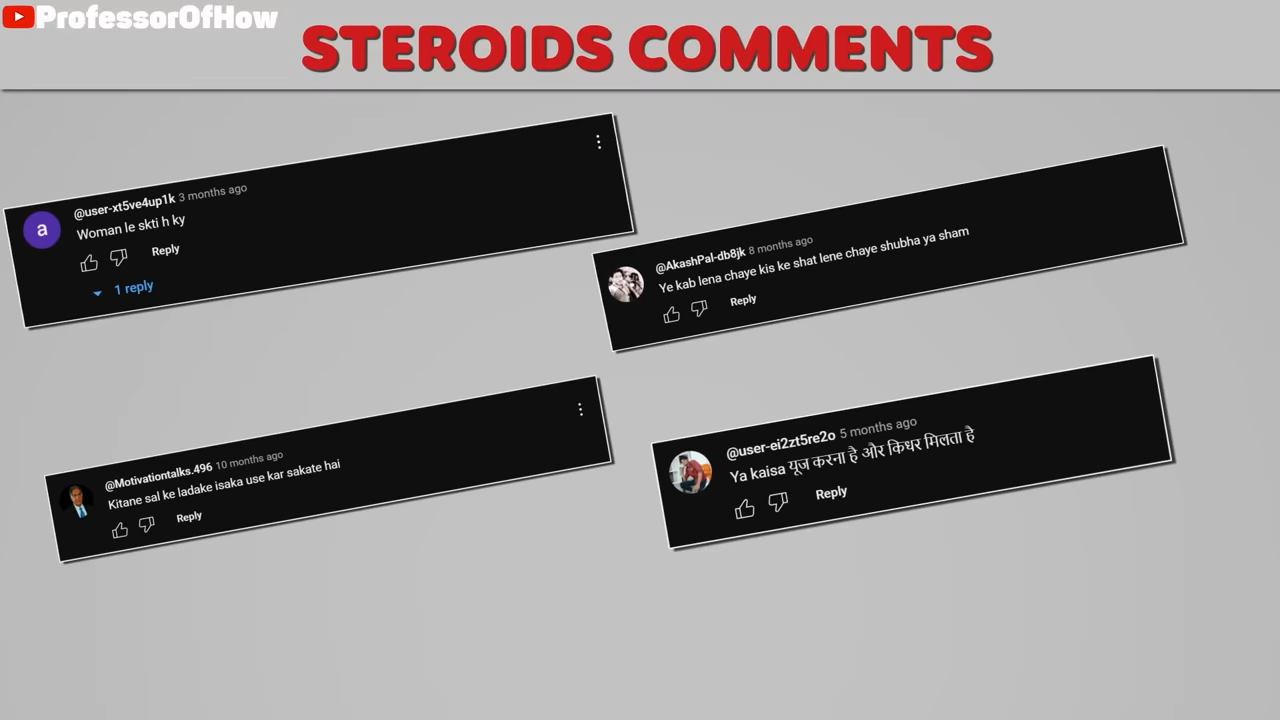 ProfessorOfHow
STEROIDS COMMENTS
@user-xt5ve4up1k 3 months ago
Woman le skti h ky
Reply
1 reply
@AkashPal-db8jk 8 months ago
Ye kab lena chaye kis ke shat lene chaye shubha ya sham
Reply
@Motivationtalks.496 10 months ago
Kitane sal ke ladake isaka use kar sakate hai
Reply
@user-ei2zt5re2o 5 months ago
Ya kaisa यूज करना है और किधर मिलता है
Reply
a